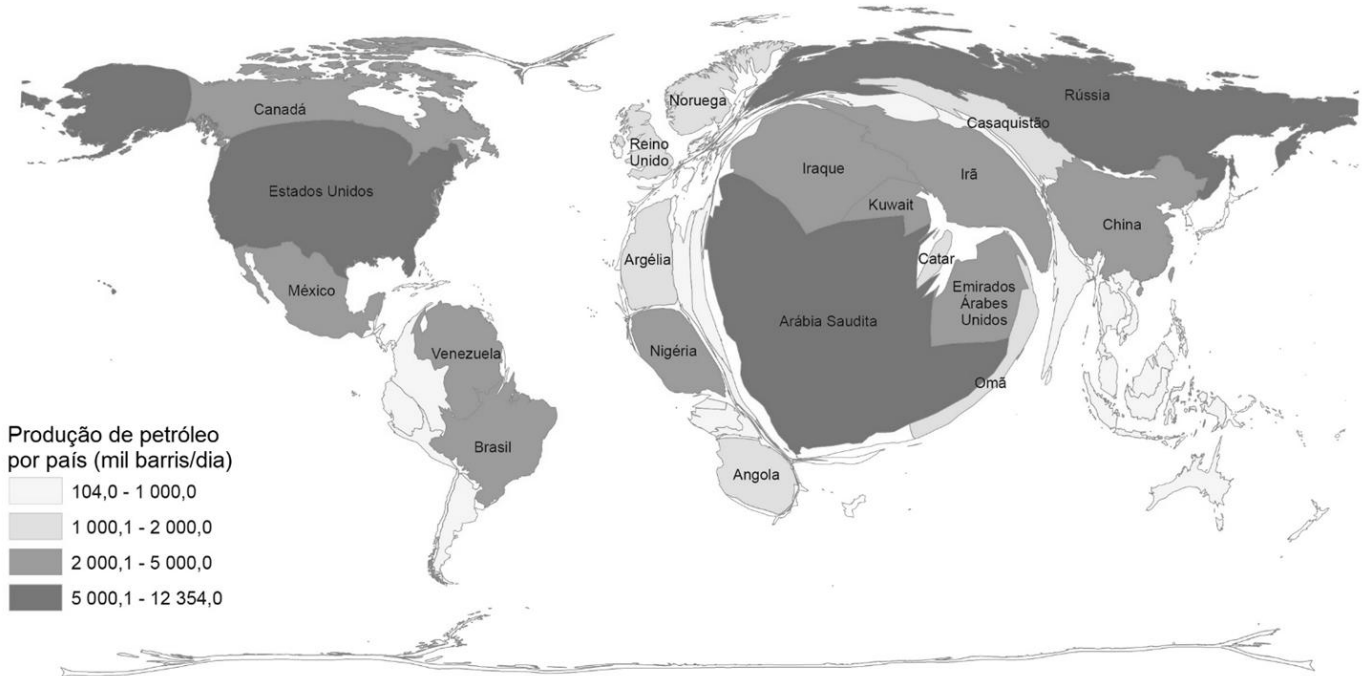 Canadá
Noruega
Rússia
Casaquistão
Reino
Unido
Iraque
Irã
Estados Unidos
Kuwait
China
Argélia
Catar
México
Emirados
Árabes
Unidos
Arábia Saudita
Nigéria
Venezuela
Omã
Brasil
Angola
Produção de petróleo
por país (mil barris/dia)
104,0 - 1 000,0
1 000,1 - 2 000,0
2 000,1 - 5 000,0
5 000,1 - 12 354,0